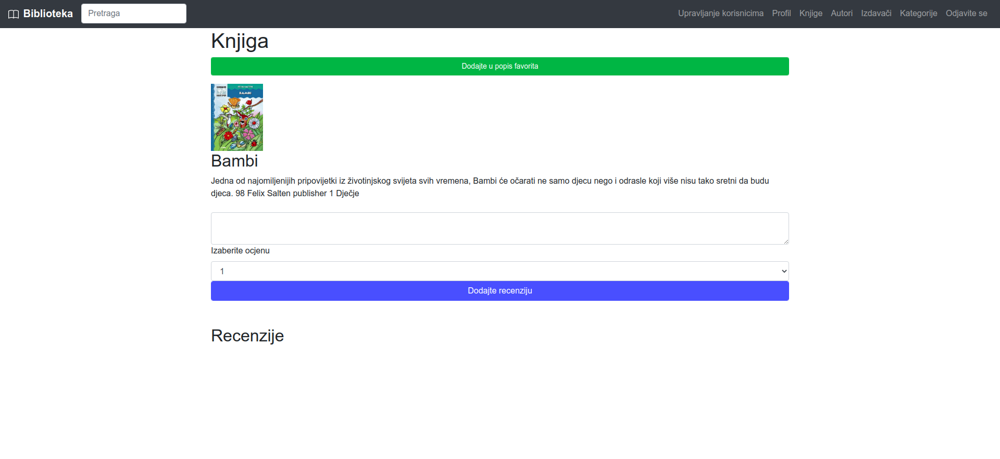 Biblioteka
Pretraga
Upravljanje korisnicima
Profil
Knjige
Autori
Izdavači
Kategorije
Odjavite se
Knjiga
Dodajte u popis favorita
FELIX SALTEN
BAMBI
Bambi
Jedna od najomiljenijih pripovijetki iz životinjskog svijeta svih vremena, Bambi će očarati ne samo djecu nego i odrasle koji više nisu tako sretni da budu
djeca. 98 Felix Salten publisher 1 Dječje
Izaberite ocjenu
1
Dodajte recenziju
Recenzije